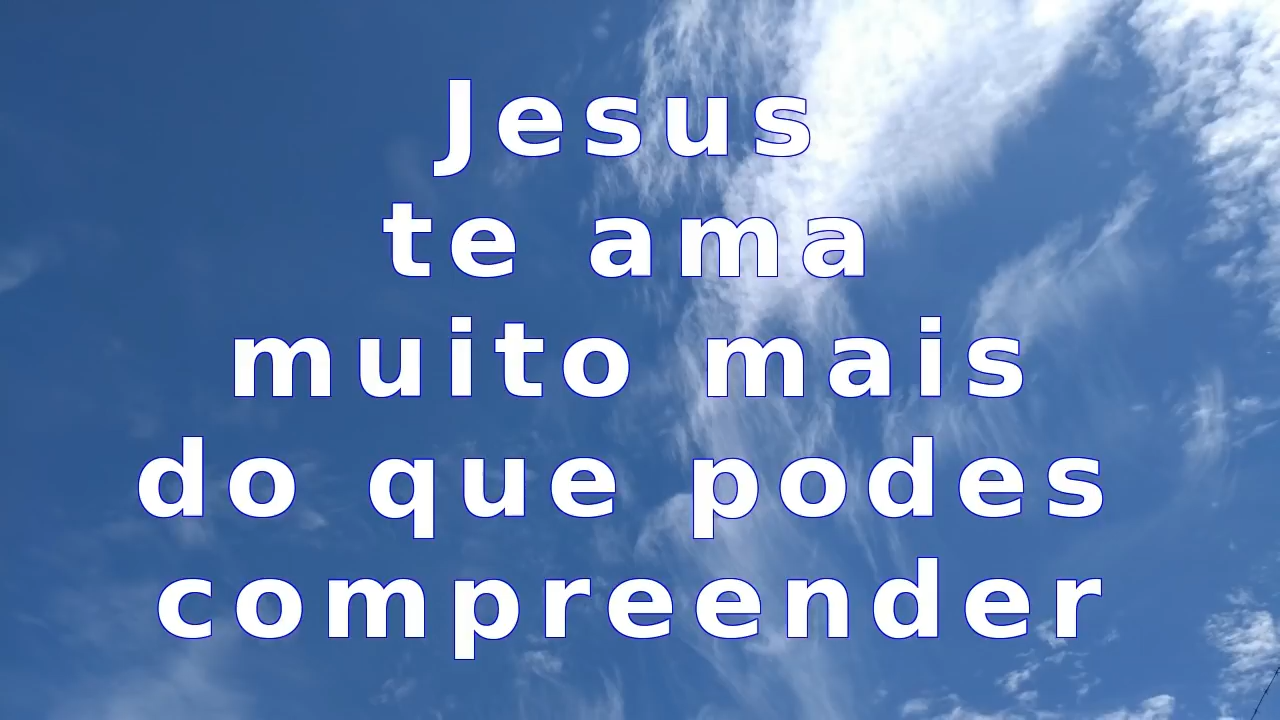 Jesus
te ama
muito mais
do que podes
compreender